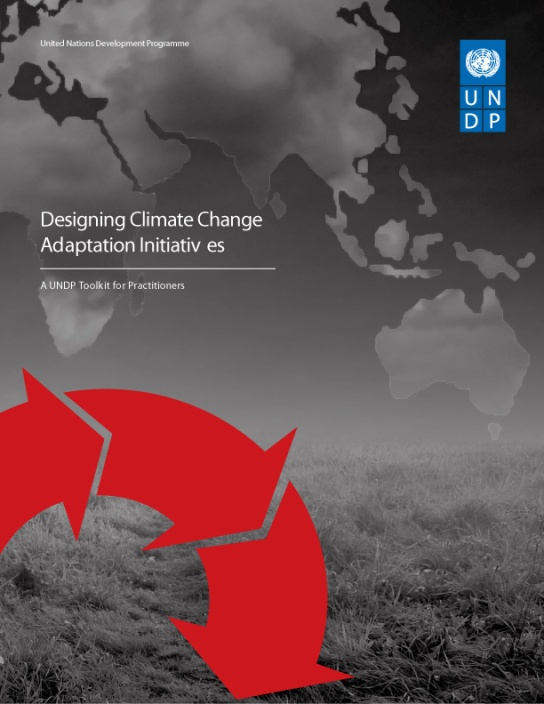 United Nations Development Programme
U N
D P
Designing Climate Change
Adaptation Initiativ es
A UNDP Toolkit for Practitioners